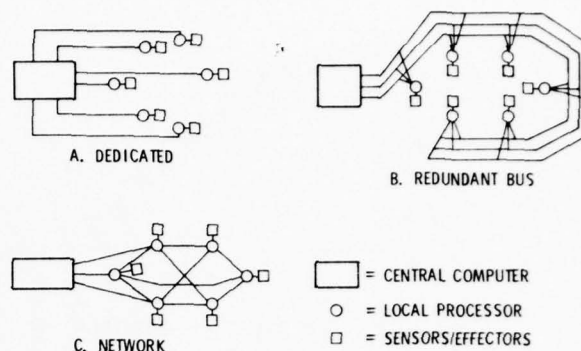 A. DEDICATED
B. REDUNDANT BUS
C. NETWORK
= CENTRAL COMPUTER
= LOCAL PROCESSOR
= SENSORS/EFFECTORS